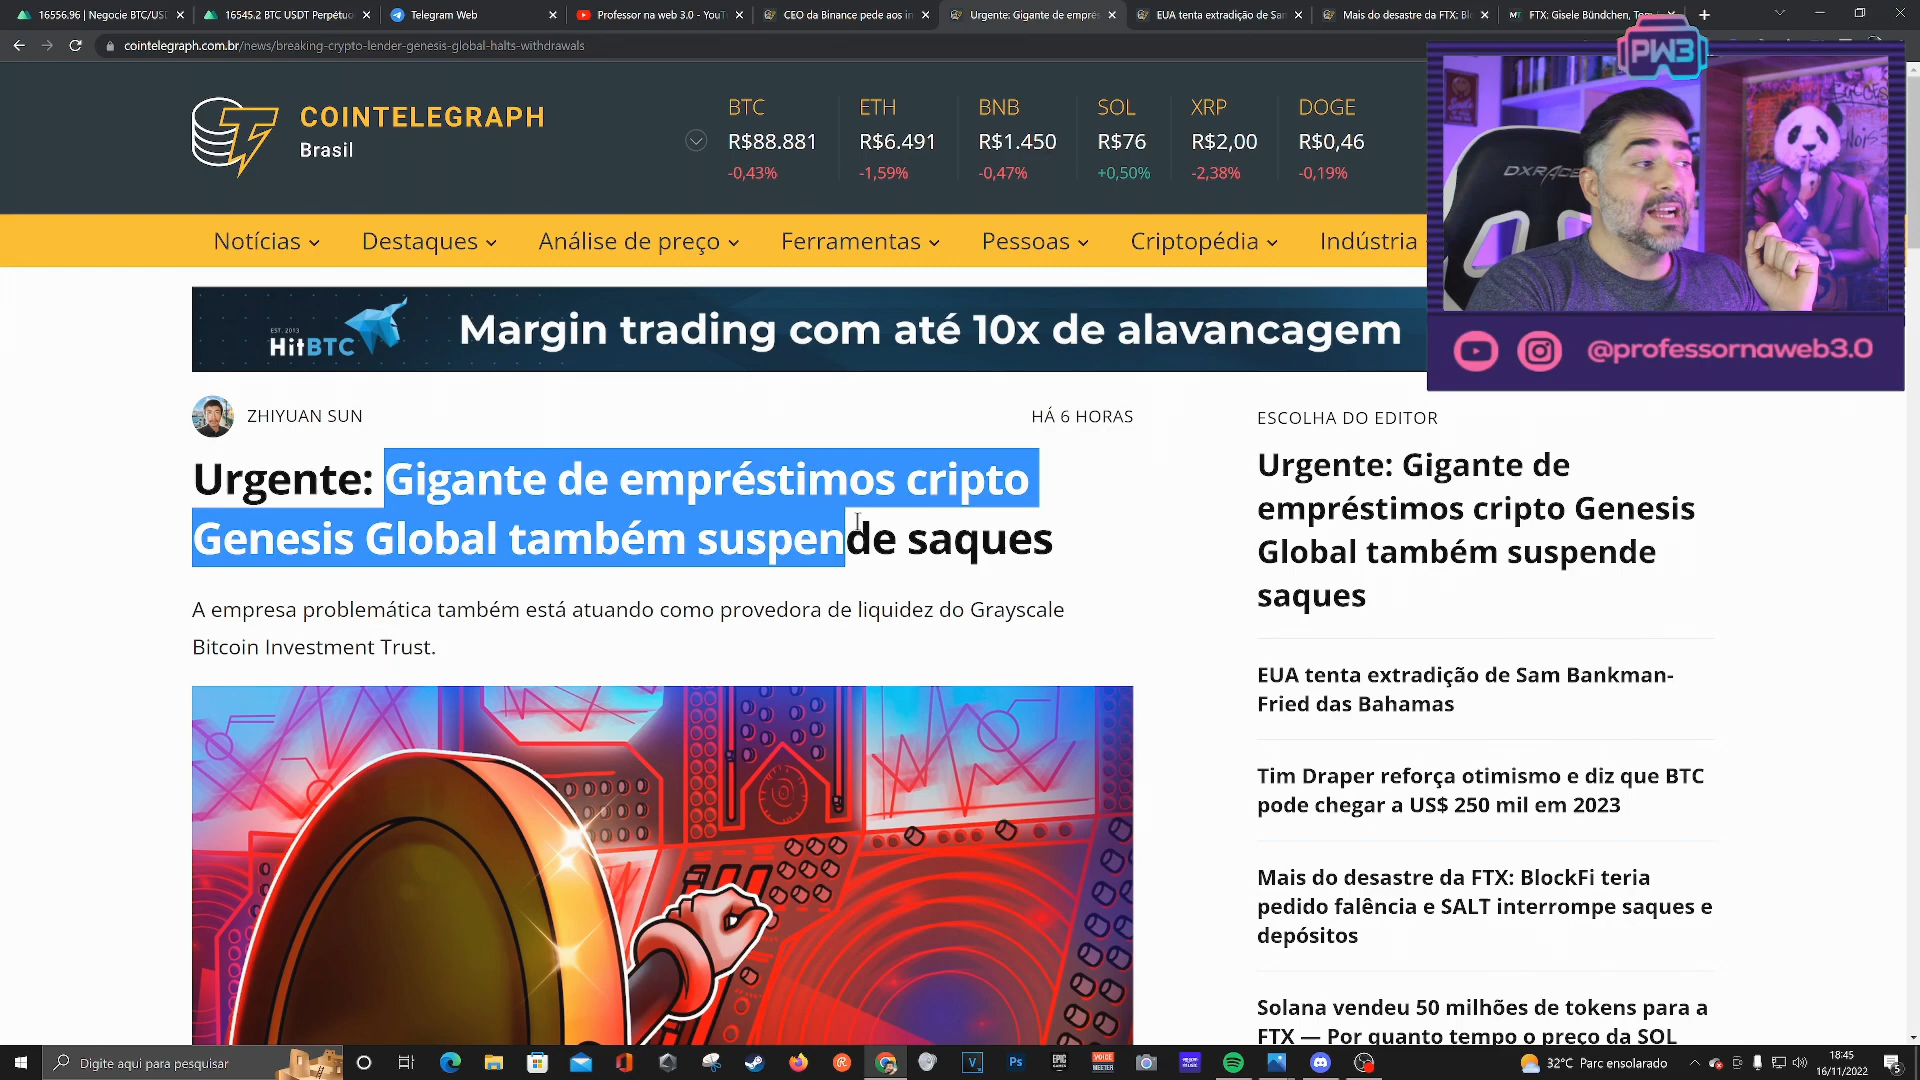 16556.96 | Negocie BTC/USD
16545.2 BTC USDT Perpétuo
Telegram Web
Professor na web 3.0 - YouT
CEO da Binance pede aos in
Urgente: Gigante de emprés
EUA tenta extradição de Sar
Mais do desastre da FTX: Bl
FTX: Gisele Bündchen, Tom
cointelegraph.com.br/news/breaking-crypto-lender-genesis-global-halts-withdrawals
PW3
COINTELEGRAPH
Brasil
BTC ETH BNB SOL XRP DOGE
R$88.881 R$6.491 R$1.450 R$76 R$2,00 R$0,46
-0,43% -1,59% -0,47% +0,50% -2,38% -0,19%
DXRACER
Notícias Destaques Análise de preço Ferramentas Pessoas Criptopédia Indústria
EST. 2013
HitBTC
Margin trading com até 10x de alavancagem
@professornaweb3.0
ZHIYUAN SUN
HÁ 6 HORAS
Urgente: Gigante de empréstimos cripto
Genesis Global também suspende saques
A empresa problemática também está atuando como provedora de liquidez do Grayscale
Bitcoin Investment Trust.
ESCOLHA DO EDITOR
Urgente: Gigante de
empréstimos cripto Genesis
Global também suspende
saques
EUA tenta extradição de Sam Bankman-
Fried das Bahamas
Tim Draper reforça otimismo e diz que BTC
pode chegar a US$ 250 mil em 2023
Mais do desastre da FTX: BlockFi teria
pedido falência e SALT interrompe saques e
depósitos
Solana vendeu 50 milhões de tokens para a
FTX — Por quanto tempo o preço da SOL
Digite aqui para pesquisar
32°C Parc ensolarado
18:45
16/11/2022